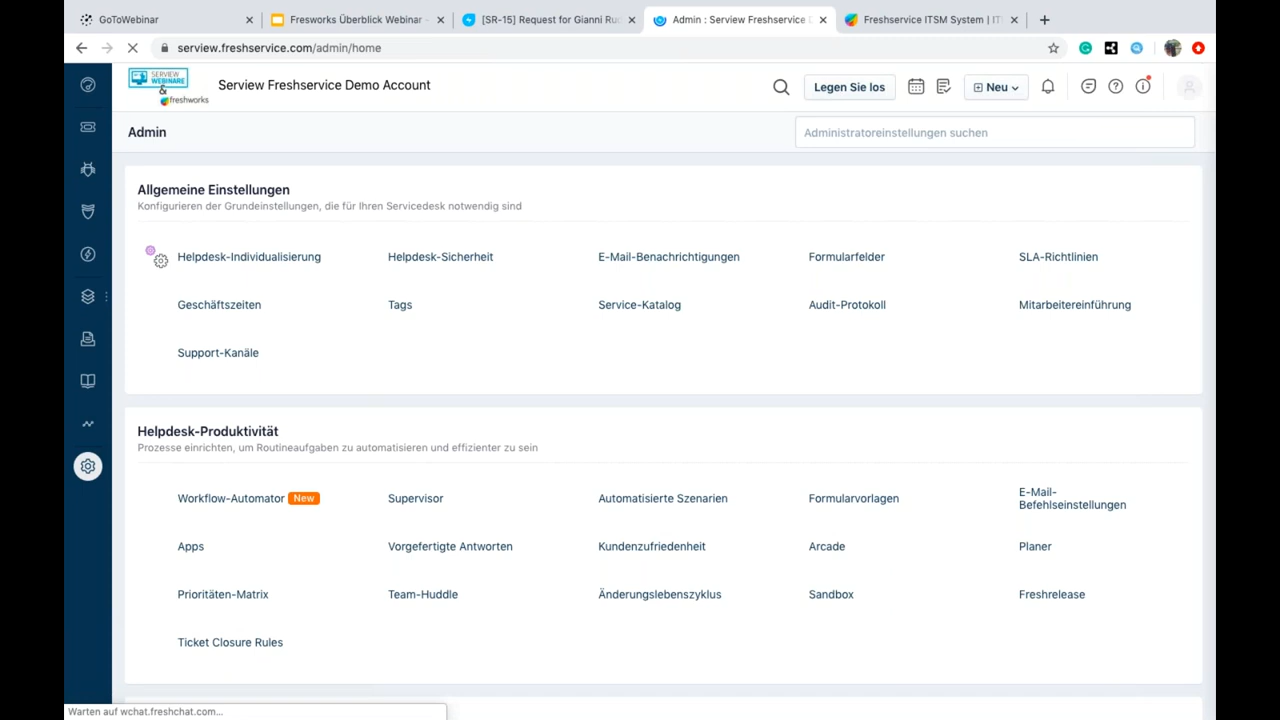 GoToWebinar
Fresworks Überblick Webinar -
[SR-15] Request for Gianni Ruc
Admin : Serview Freshservice D
Freshservice ITSM System | IT
serview.freshservice.com/admin/home
SERVIEW
WEBINARE
&
freshworks
Serview Freshservice Demo Account
Legen Sie los
Neu
Admin
Administratoreinstellungen suchen
Allgemeine Einstellungen
Konfigurieren der Grundeinstellungen, die für Ihren Servicedesk notwendig sind
Helpdesk-Individualisierung
Helpdesk-Sicherheit
E-Mail-Benachrichtigungen
Formularfelder
SLA-Richtlinien
Geschäftszeiten
Tags
Service-Katalog
Audit-Protokoll
Mitarbeitereinführung
Support-Kanäle
Helpdesk-Produktivität
Prozesse einrichten, um Routineaufgaben zu automatisieren und effizienter zu sein
Workflow-Automator New
Supervisor
Automatisierte Szenarien
Formularvorlagen
E-Mail-
Befehlseinstellungen
Apps
Vorgefertigte Antworten
Kundenzufriedenheit
Arcade
Planer
Prioritäten-Matrix
Team-Huddle
Änderungslebenszyklus
Sandbox
Freshrelease
Ticket Closure Rules
Warten auf wchat.freshchat.com...